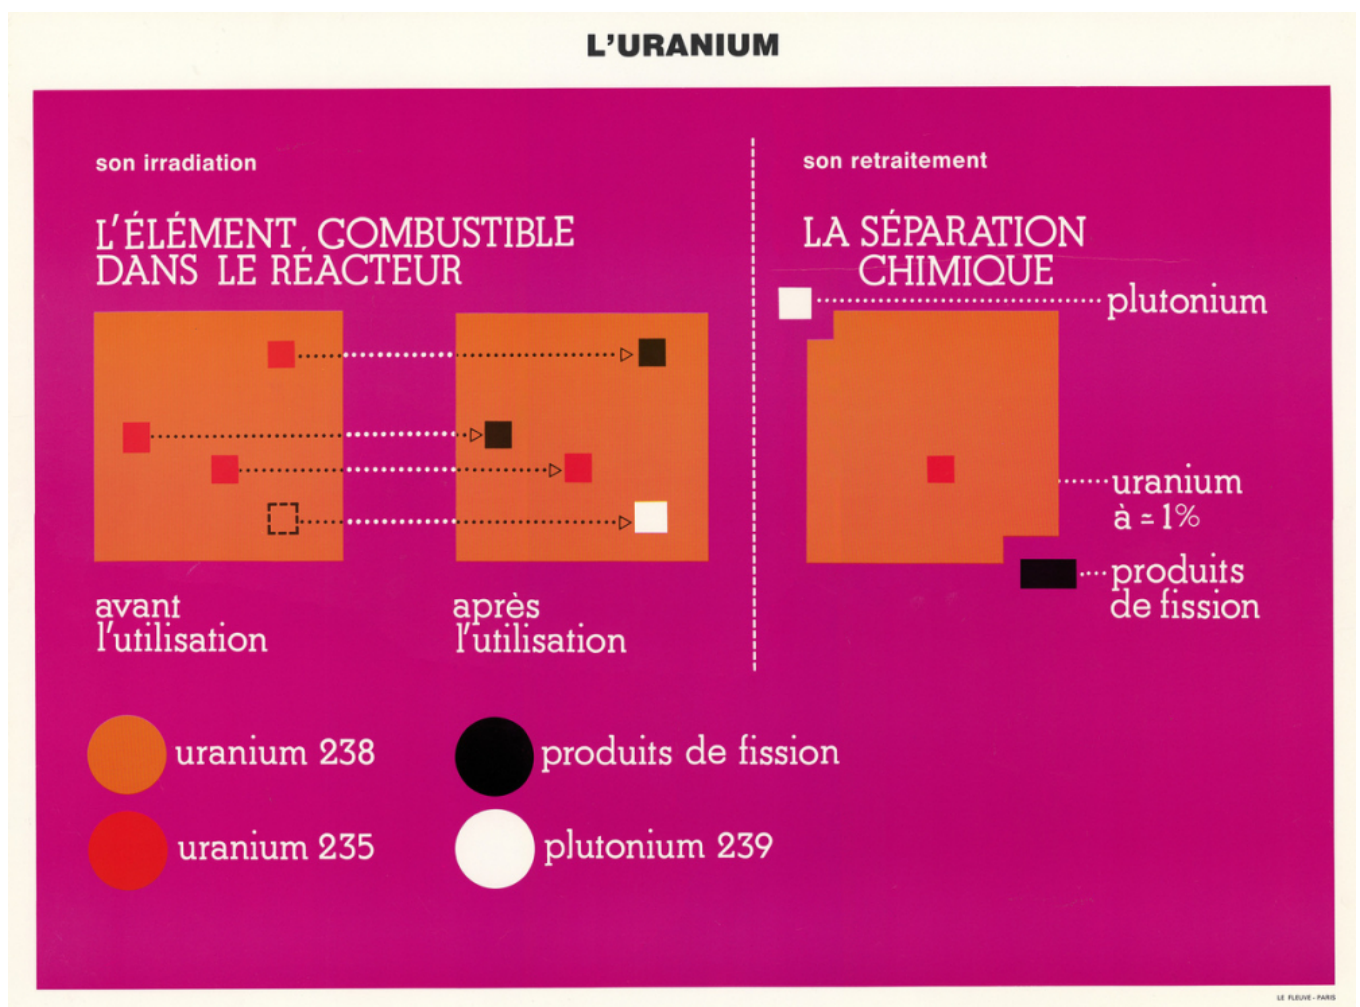 L'URANIUM
son irradiation
L'ÉLÉMENT COMBUSTIBLE
DANS LE RÉACTEUR
avant
l'utilisation
après
l'utilisation
son retraitement
LA SÉPARATION
CHIMIQUE
plutonium
uranium
à = 1%
produits
de fission
uranium 238
produits de fission
uranium 235
plutonium 239
LE FLEUVE - PARIS